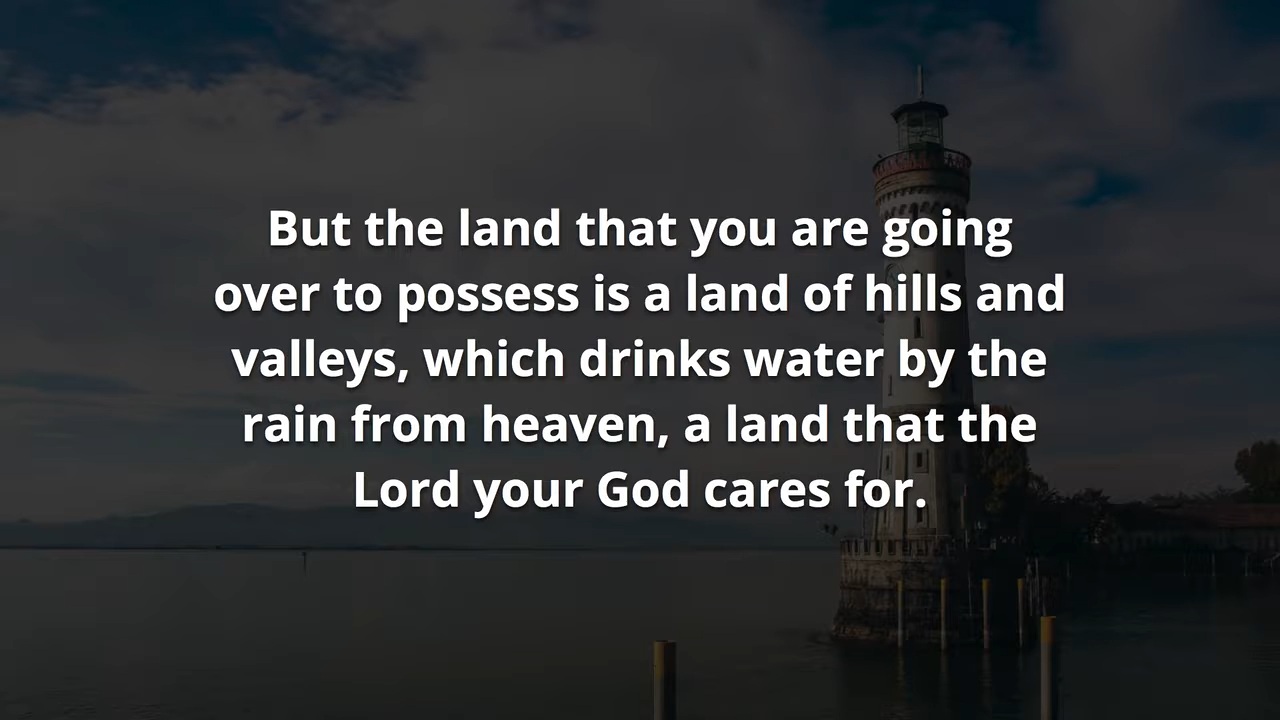 But the land that you are going
over to possess is a land of hills and
valleys, which drinks water by the
rain from heaven, a land that the
Lord your God cares for.